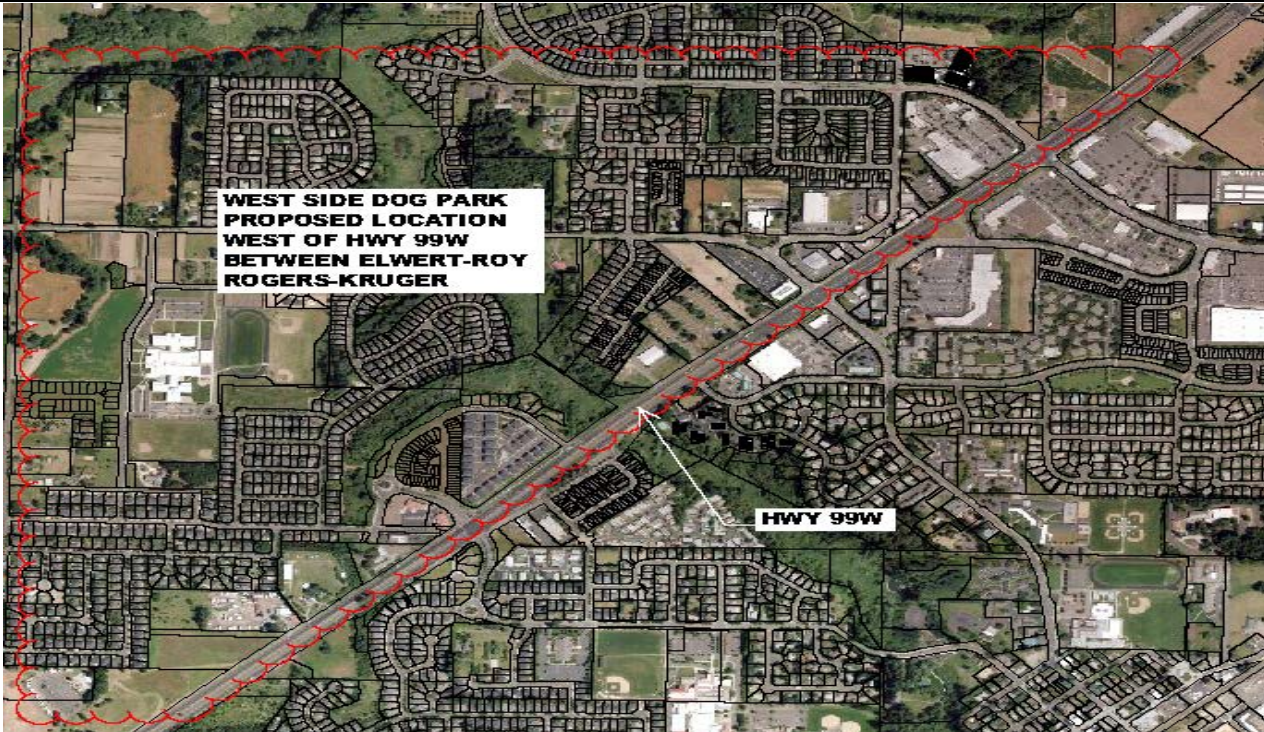 WEST SIDE DOG PARK
PROPOSED LOCATION
WEST OF HWY 99W
BETWEEN ELWERT-ROY
ROGERS-KRUGER
HWY 99W